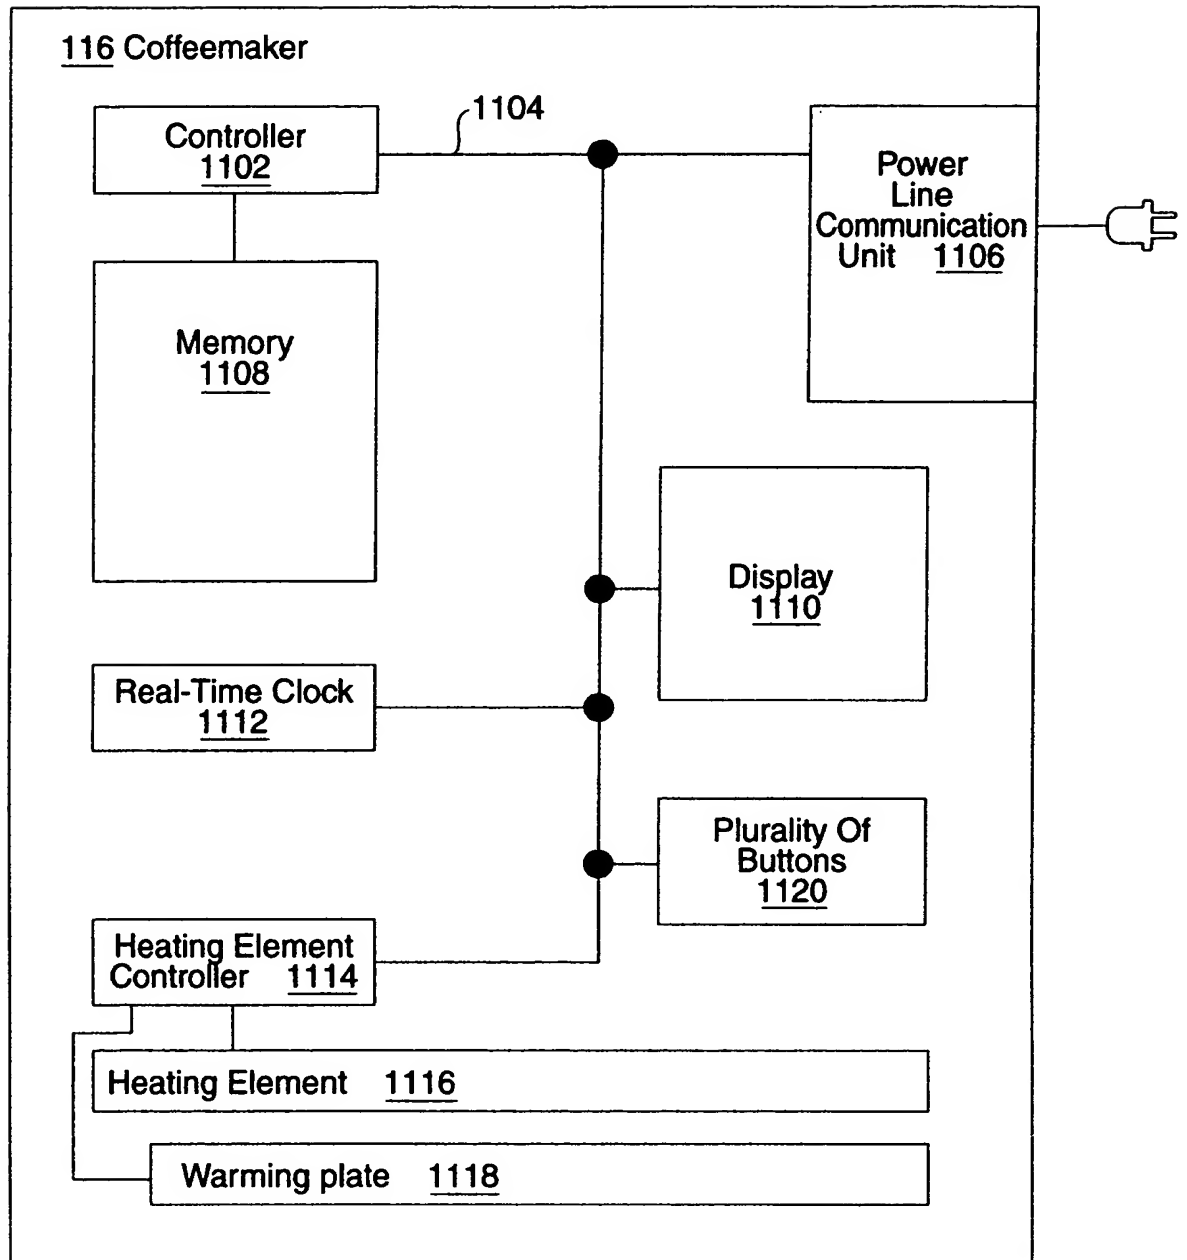 116 Coffeemaker
1104
Controller
1102
Power
Line
Communication
Unit 1106
Memory
1108
Display
1110
Real-Time Clock
1112
Plurality Of
Buttons
1120
Heating Element
Controller 1114
Heating Element 1116
Warming plate 1118